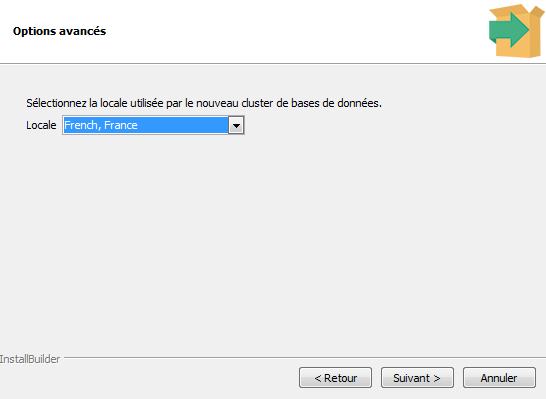 Options avancés
Sélectionnez la locale utilisée par le nouveau cluster de bases de données.
Locale French, France
InstallBuilder
< Retour Suivant > Annuler